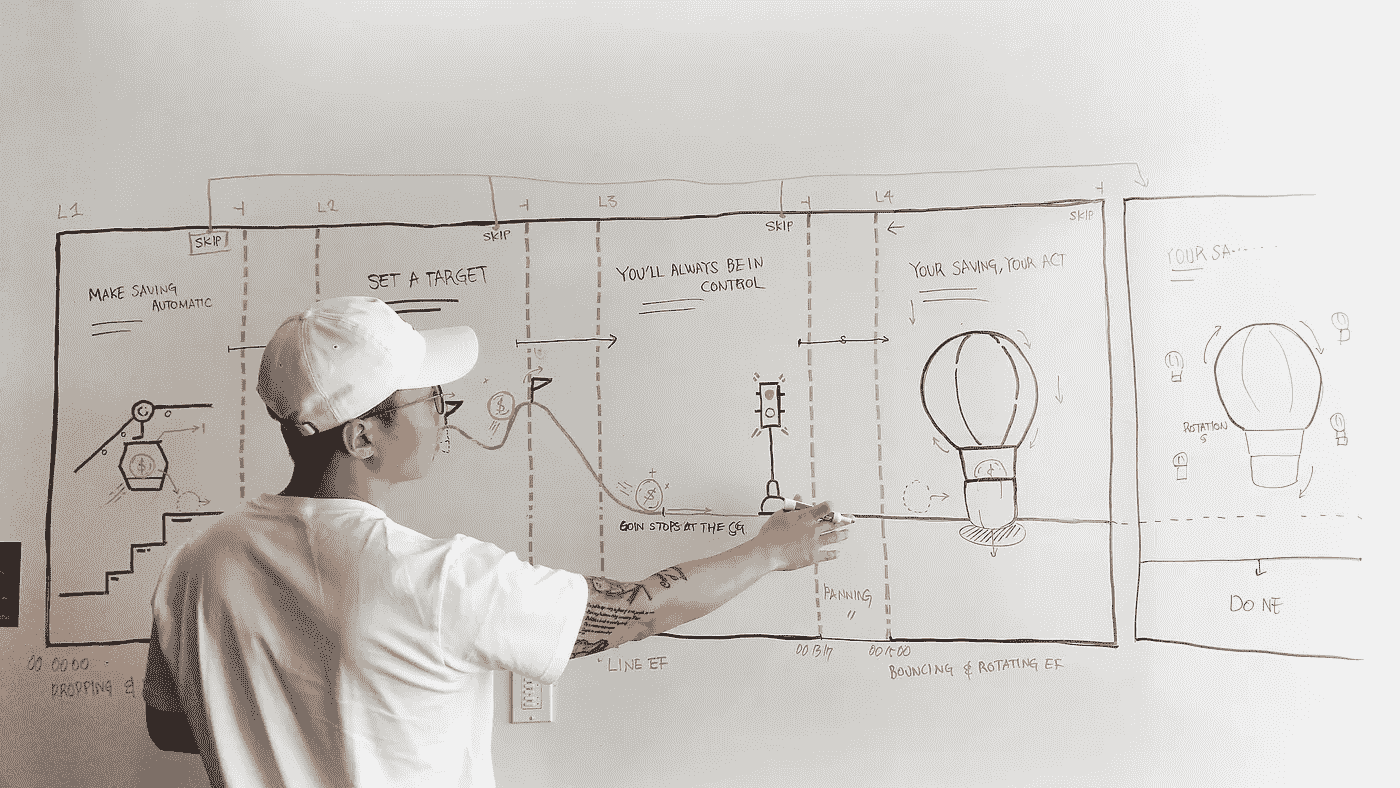 L1
L2
L3
L4
SKIP
SKIP
SKIP
SKIP
MAKE SAVING
AUTOMATIC
SET A TARGET
YOU'LL ALWAYS BE IN
CONTROL
YOUR SAVING, YOUR ACT
YOUR SA.......
$
$
$
$
COIN STOPS AT THE
ROTATION
S
PANNING
"
DONE
00 00 00
DROPPING &
LINE EF
00 13 17
00 15 00
BOUNCING & ROTATING EF